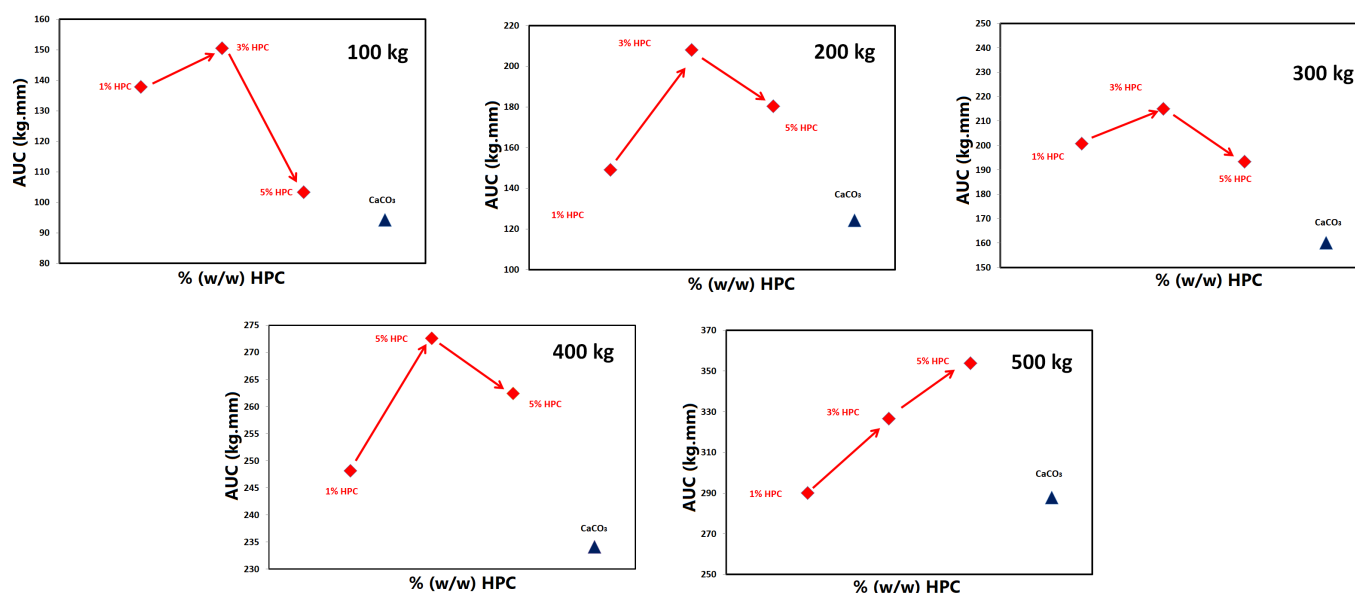 160
150
140
130
120
110
100
90
80
AUC (kg.mm)
100 kg
1% HPC
3% HPC
5% HPC
CaCO₃
% (w/w) HPC
220
200
180
160
140
120
100
AUC (kg.mm)
200 kg
3% HPC
5% HPC
1% HPC
CaCO₃
% (w/w) HPC
250
240
230
220
210
200
190
180
170
160
150
AUC (kg.mm)
300 kg
3% HPC
1% HPC
5% HPC
CaCO₃
% (w/w) HPC
275
270
265
260
255
250
245
240
235
230
AUC (kg.mm)
400 kg
5% HPC
5% HPC
1% HPC
CaCO₃
% (w/w) HPC
370
350
330
310
290
270
250
AUC (kg.mm)
500 kg
5% HPC
3% HPC
1% HPC
CaCO₃
% (w/w) HPC